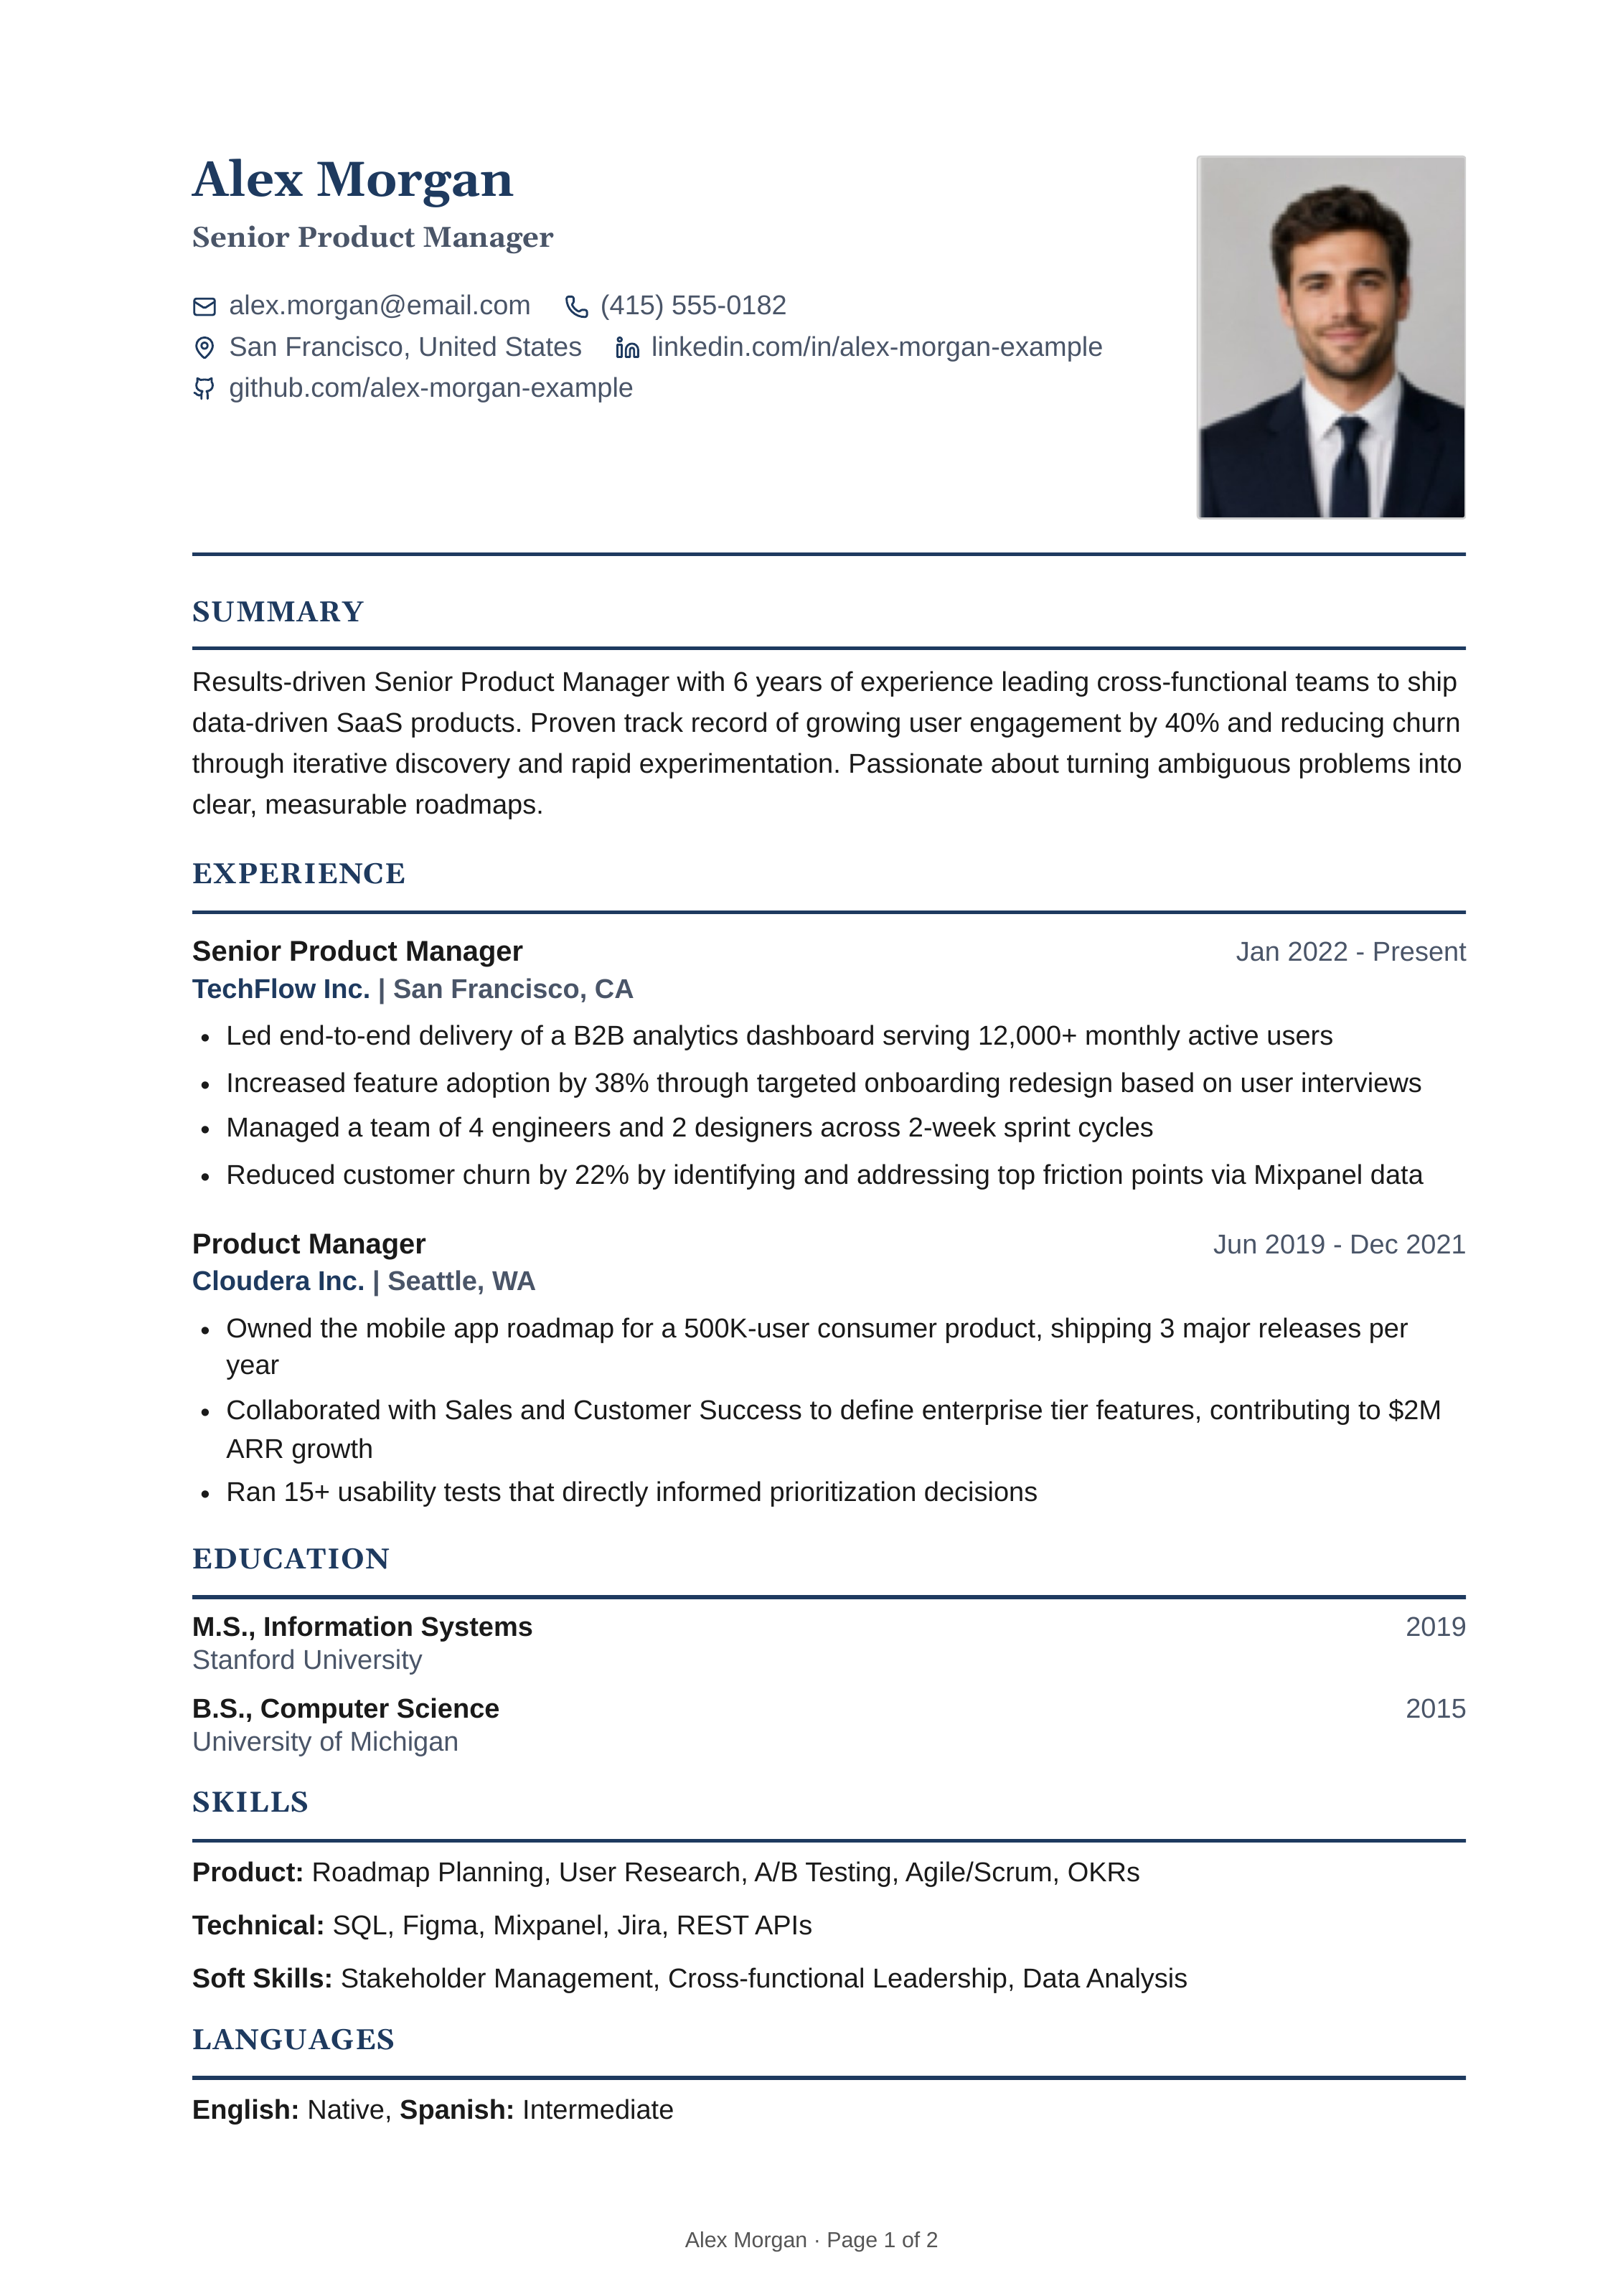 Alex Morgan
Senior Product Manager
alex.morgan@email.com (415) 555-0182
San Francisco, United States linkedin.com/in/alex-morgan-example
github.com/alex-morgan-example
SUMMARY
Results-driven Senior Product Manager with 6 years of experience leading cross-functional teams to ship
data-driven SaaS products. Proven track record of growing user engagement by 40% and reducing churn
through iterative discovery and rapid experimentation. Passionate about turning ambiguous problems into
clear, measurable roadmaps.
EXPERIENCE
Senior Product Manager Jan 2022 - Present
TechFlow Inc. | San Francisco, CA
• Led end-to-end delivery of a B2B analytics dashboard serving 12,000+ monthly active users
• Increased feature adoption by 38% through targeted onboarding redesign based on user interviews
• Managed a team of 4 engineers and 2 designers across 2-week sprint cycles
• Reduced customer churn by 22% by identifying and addressing top friction points via Mixpanel data
Product Manager Jun 2019 - Dec 2021
Cloudera Inc. | Seattle, WA
• Owned the mobile app roadmap for a 500K-user consumer product, shipping 3 major releases per
year
• Collaborated with Sales and Customer Success to define enterprise tier features, contributing to $2M
ARR growth
• Ran 15+ usability tests that directly informed prioritization decisions
EDUCATION
M.S., Information Systems 2019
Stanford University
B.S., Computer Science 2015
University of Michigan
SKILLS
Product: Roadmap Planning, User Research, A/B Testing, Agile/Scrum, OKRs
Technical: SQL, Figma, Mixpanel, Jira, REST APIs
Soft Skills: Stakeholder Management, Cross-functional Leadership, Data Analysis
LANGUAGES
English: Native, Spanish: Intermediate
Alex Morgan · Page 1 of 2